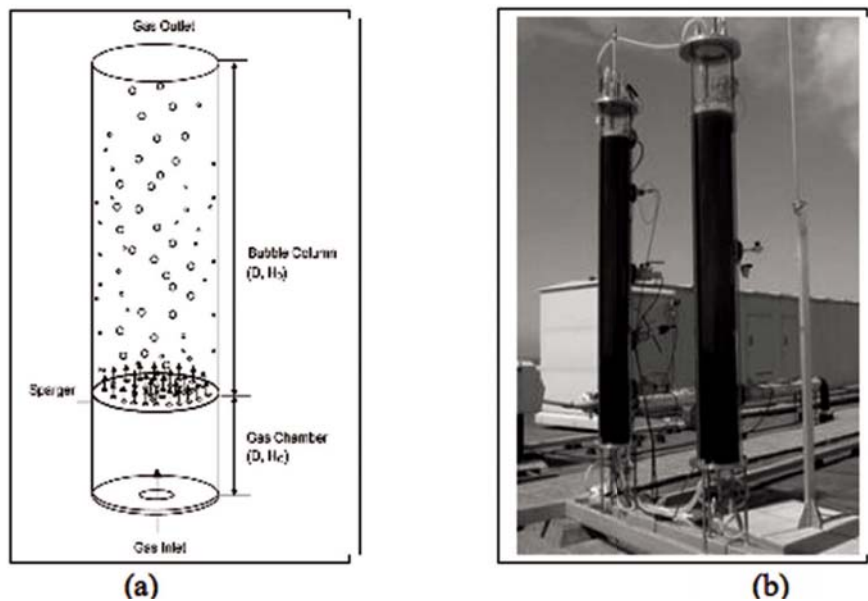 Gas Outlet
Bubble Column
(D, Hb)
Sparger
Gas Chamber
(D, Hc)
Gas Inlet
(a)
(b)